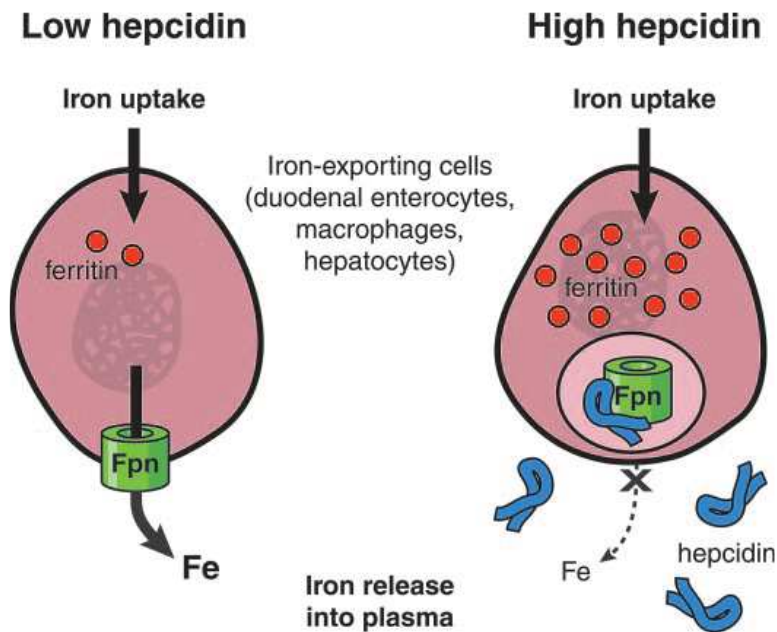 Low hepcidin
High hepcidin
Iron uptake
Iron uptake
Iron-exporting cells
(duodenal enterocytes,
macrophages,
hepatocytes)
ferritin
ferritin
Fpn
Fpn
Fe
Fe
hepcidin
Iron release
into plasma